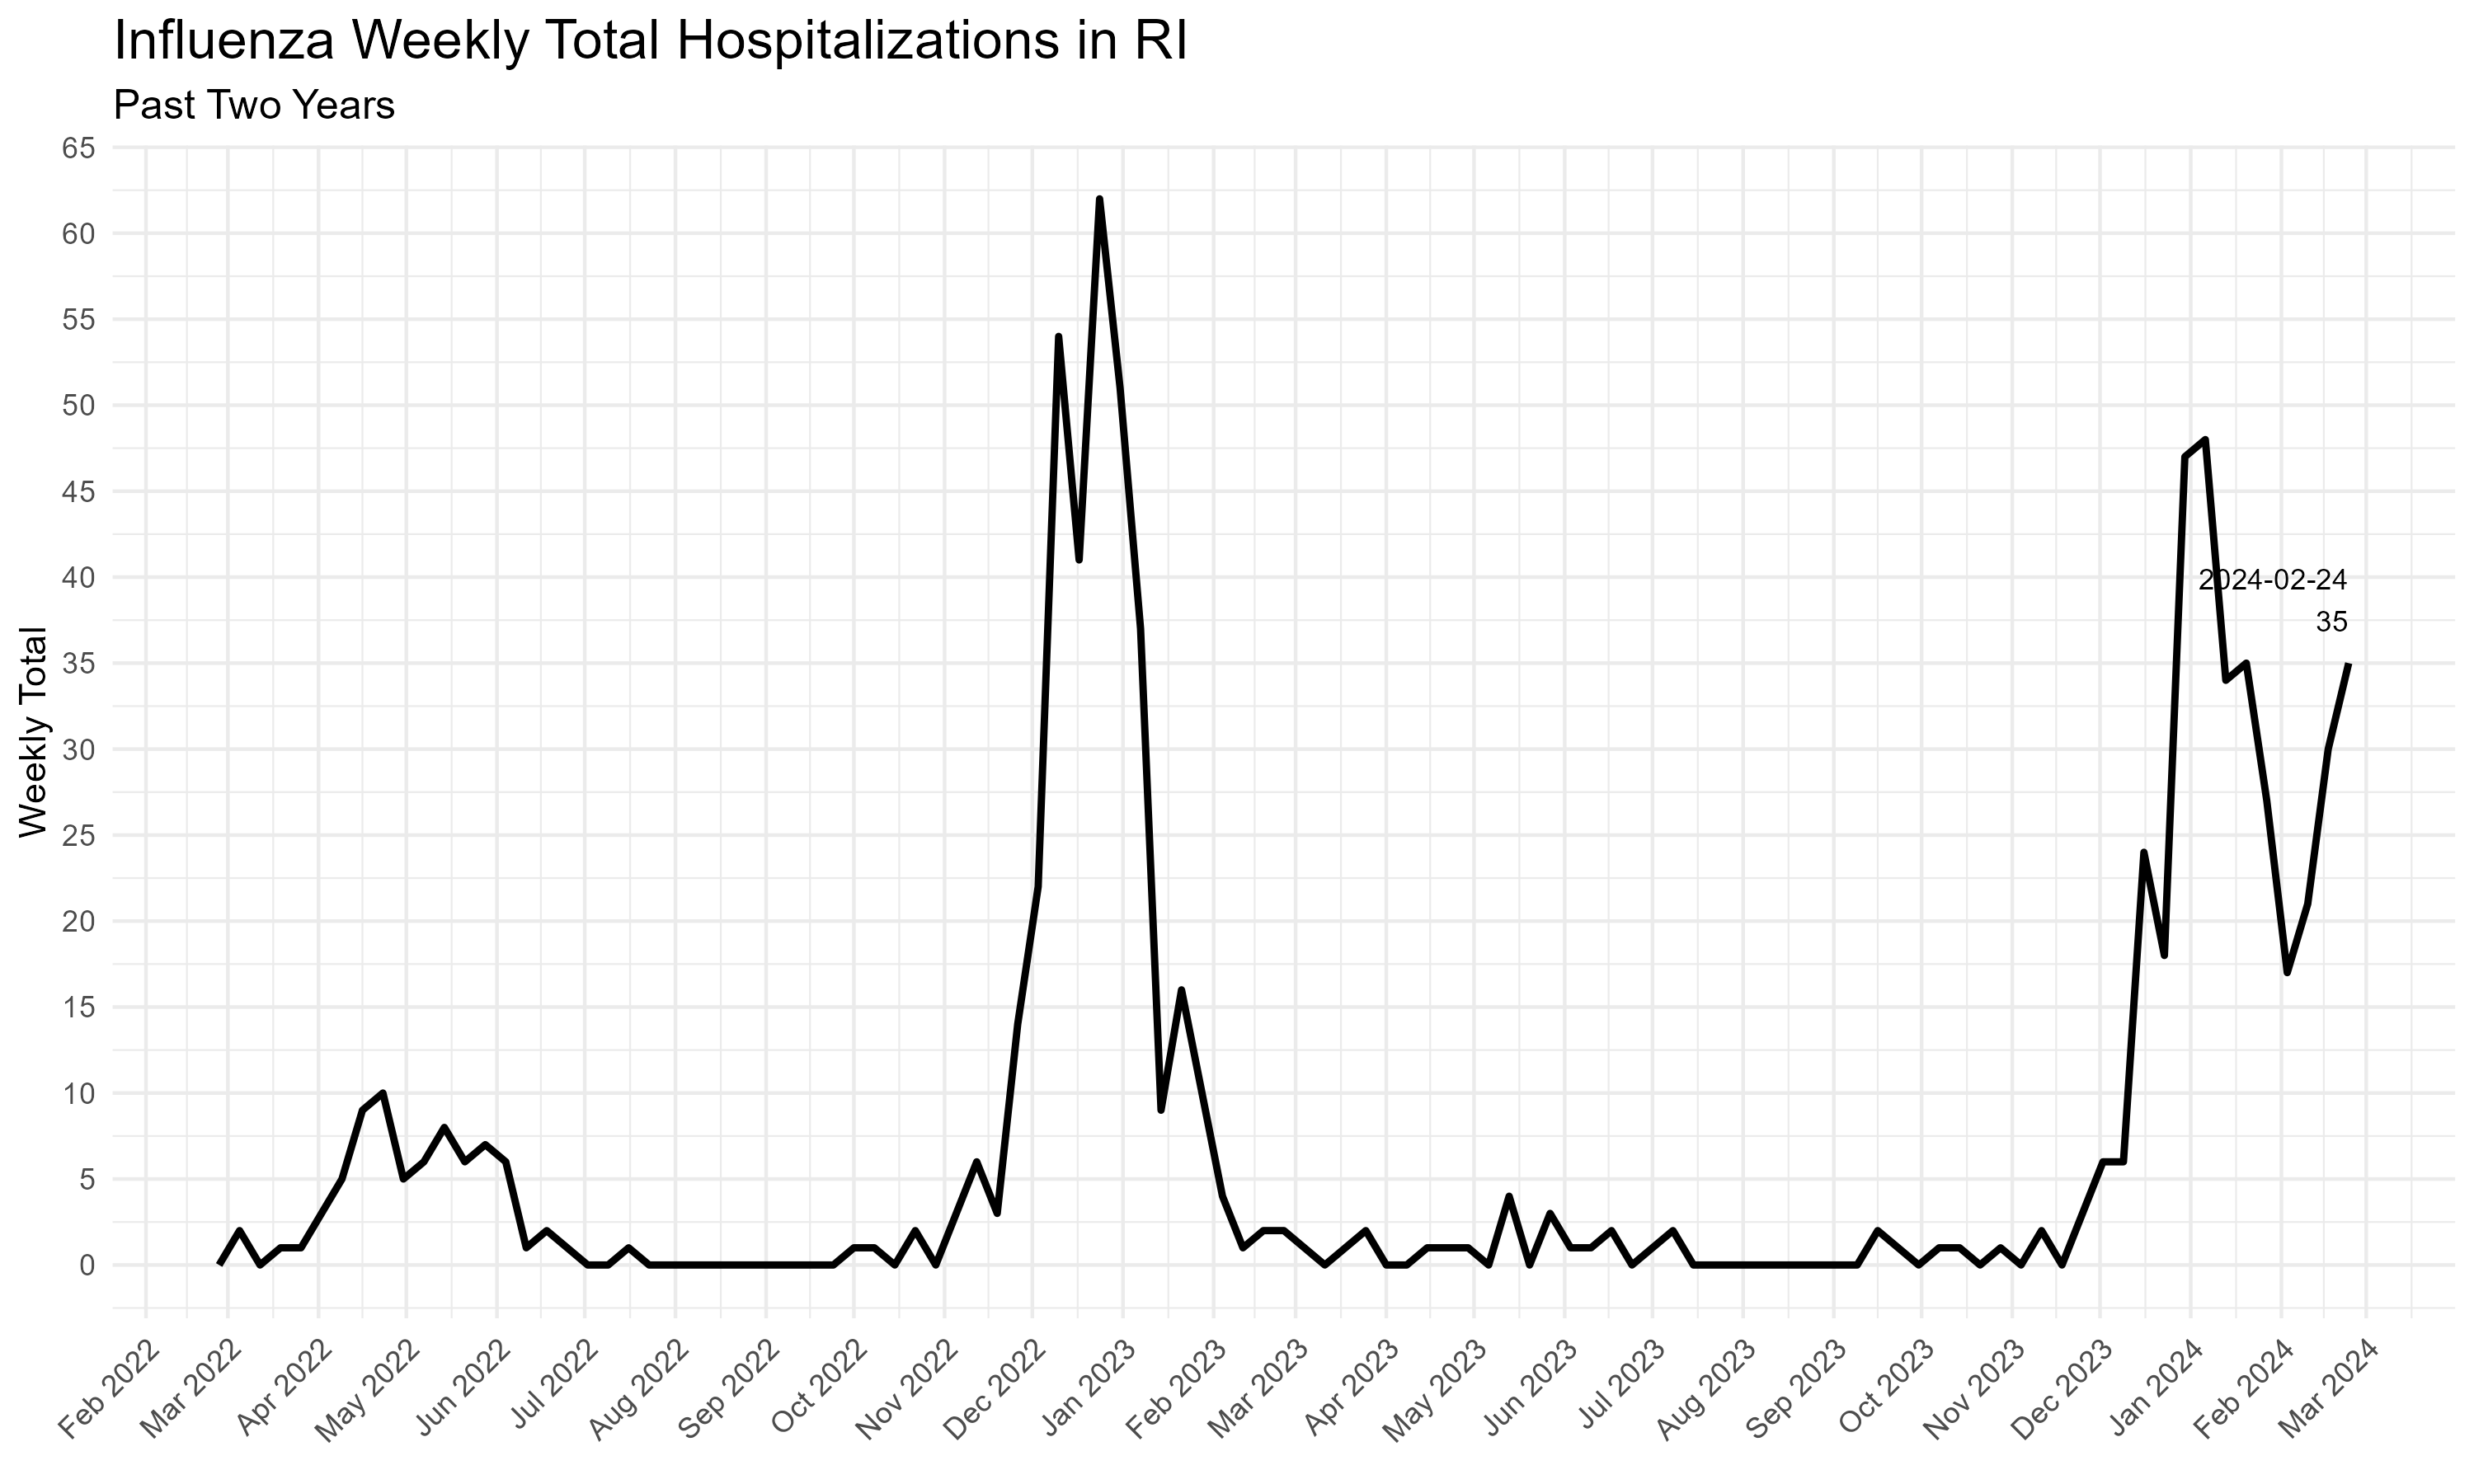 Influenza Weekly Total Hospitalizations in RI
Past Two Years
Weekly Total
65
60
55
50
45
40
35
30
25
20
15
10
5
0
2024-02-24
35
Feb 2022
Mar 2022
Apr 2022
May 2022
Jun 2022
Jul 2022
Aug 2022
Sep 2022
Oct 2022
Nov 2022
Dec 2022
Jan 2023
Feb 2023
Mar 2023
Apr 2023
May 2023
Jun 2023
Jul 2023
Aug 2023
Sep 2023
Oct 2023
Nov 2023
Dec 2023
Jan 2024
Feb 2024
Mar 2024